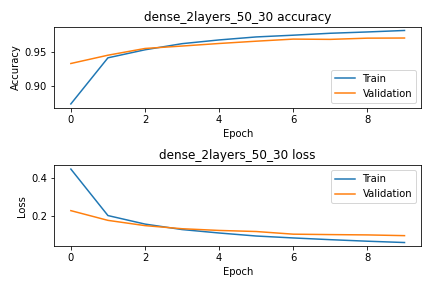 dense_2layers_50_30 accuracy
0.95
0.90
Accuracy
Train
Validation
0 2 4 6 8
Epoch
dense_2layers_50_30 loss
0.4
0.2
Loss
Train
Validation
0 2 4 6 8
Epoch